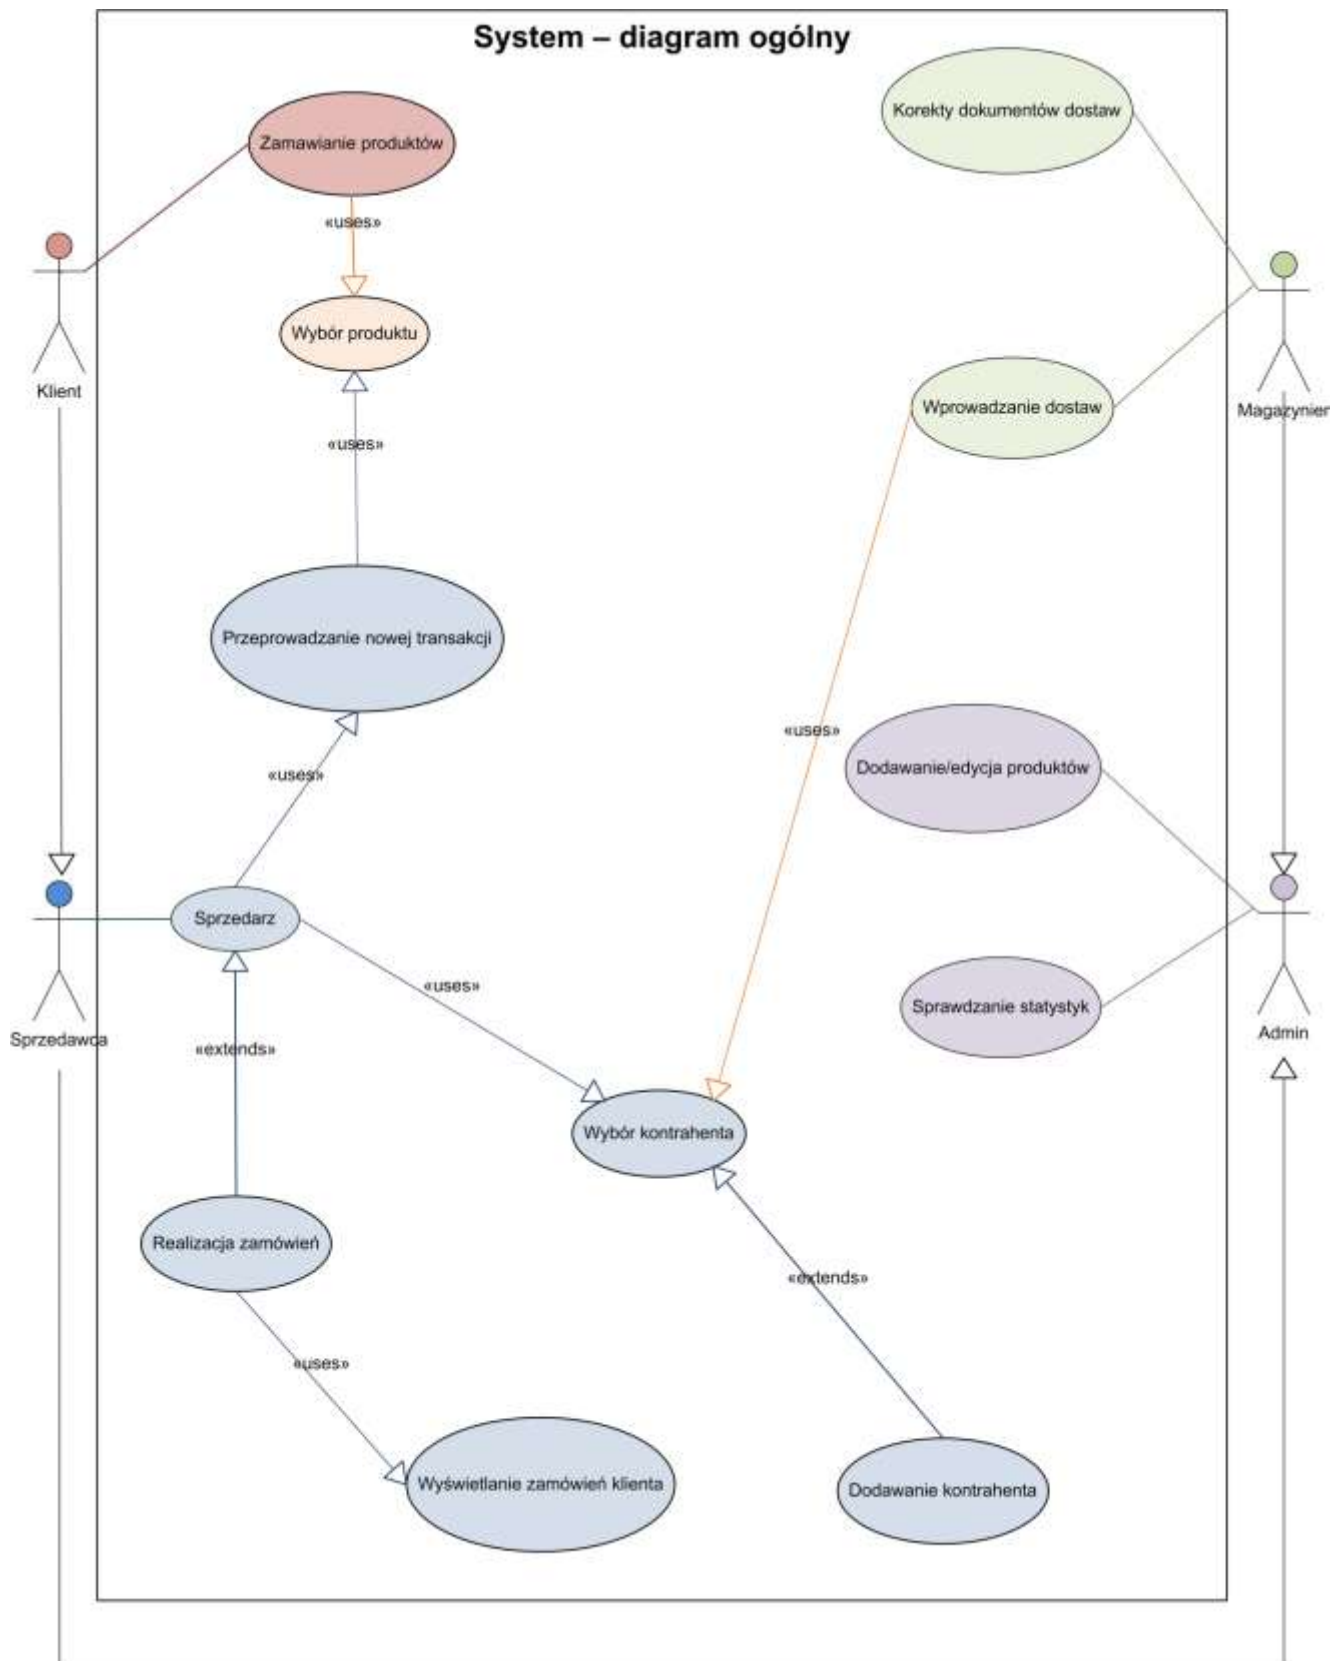 System – diagram ogólny
Korekty dokumentów dostaw
Zamawianie produktów
«uses»
Wybór produktu
Klient
Wprowadzanie dostaw
Magazynier
«uses»
Przeprowadzanie nowej transakcji
«uses»
Dodawanie/edycja produktów
«uses»
Sprzedarz
«uses»
Sprawdzanie statystyk
Sprzedawca
Admin
«extends»
Wybór kontrahenta
Realizacja zamówień
«extends»
«uses»
Wyświetlanie zamówień klienta
Dodawanie kontrahenta